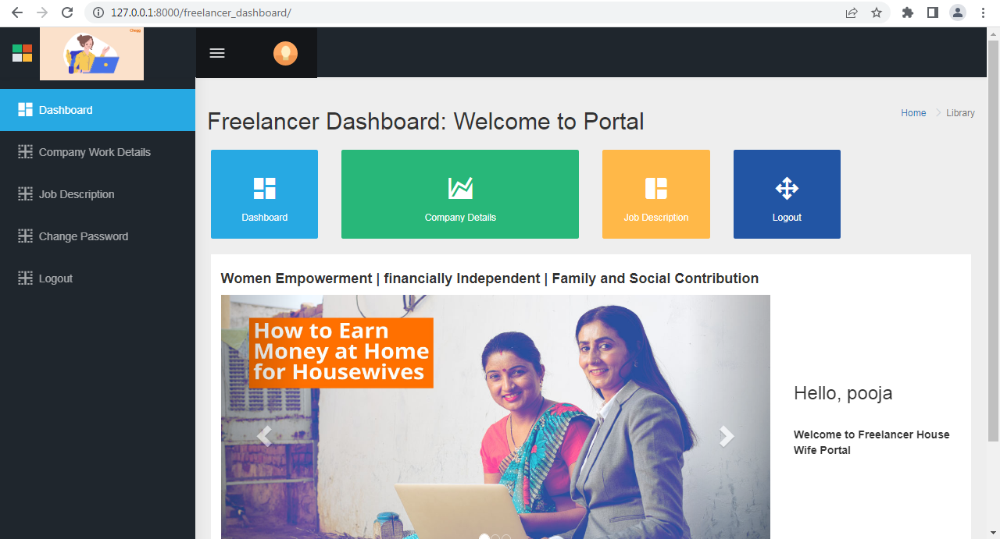 127.0.0.1:8000/freelancer_dashboard/
Chegg
Dashboard
Company Work Details
Job Description
Change Password
Logout
Freelancer Dashboard: Welcome to Portal
Home
Library
Dashboard
Company Details
Job Description
Logout
Women Empowerment | financially Independent | Family and Social Contribution
How to Earn
Money at Home
for Housewives
Hello, pooja
Welcome to Freelancer House
Wife Portal